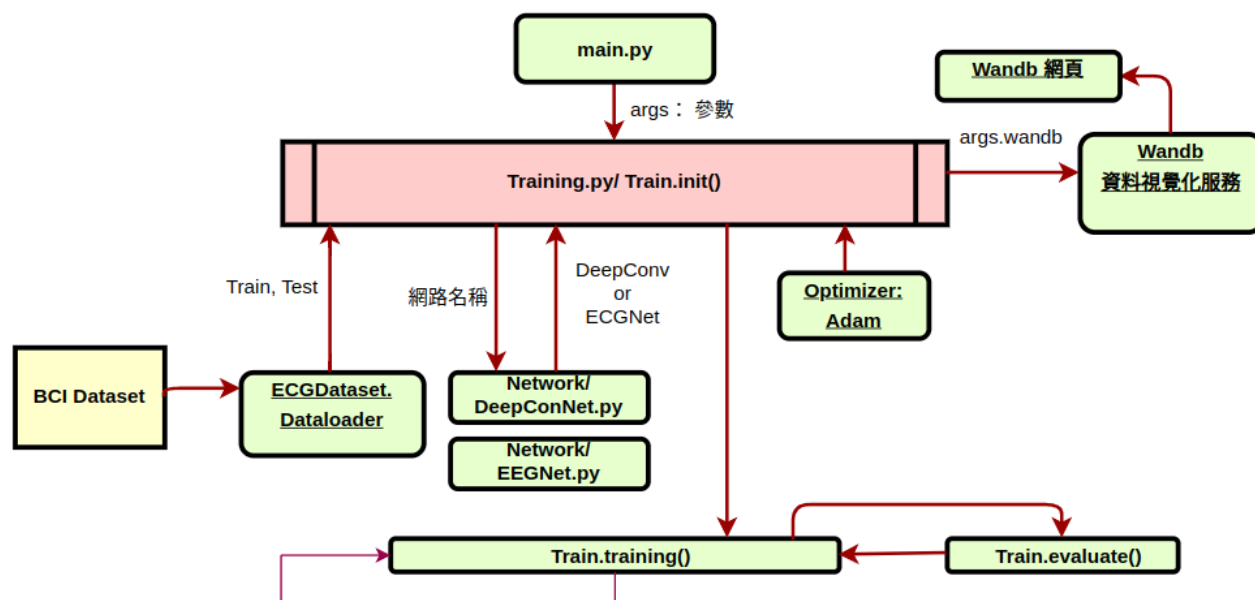 main.py
Wandb 網頁
args： 參數
args.wandb
Training.py/ Train.init()
Wandb
資料視覺化服務
Train, Test
網路名稱
DeepConv
or
ECGNet
Optimizer:
Adam
BCI Dataset
ECGDataset.
Dataloader
Network/
DeepConNet.py
Network/
EEGNet.py
Train.training()
Train.evaluate()